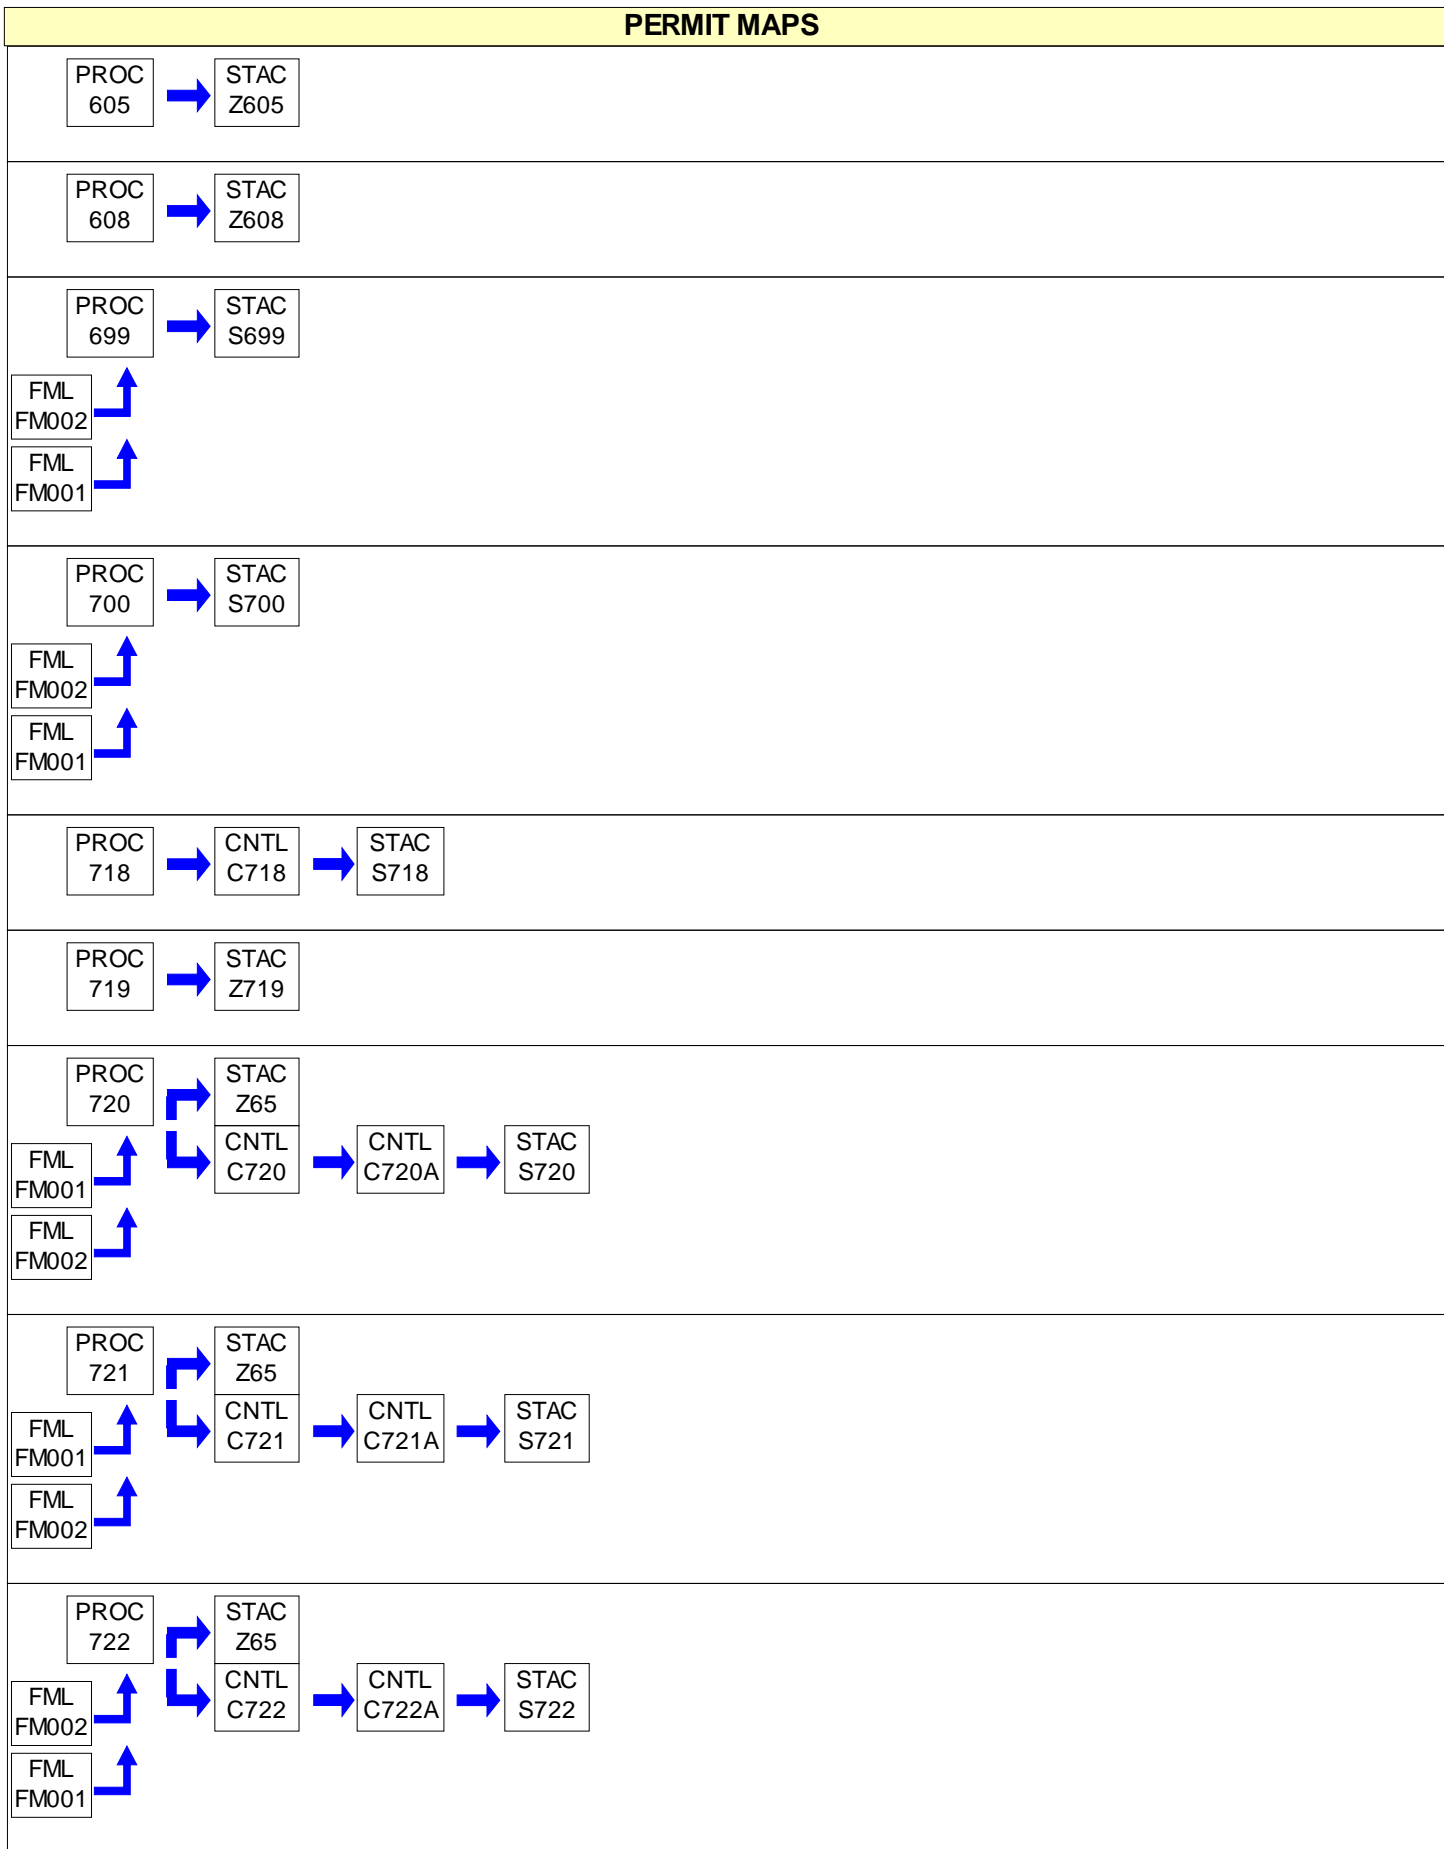 PERMIT MAPS
PROC
605
STAC
Z605
PROC
608
STAC
Z608
PROC
699
STAC
S699
FML
FM002
FML
FM001
PROC
700
STAC
S700
FML
FM002
FML
FM001
PROC
718
CNTL
C718
STAC
S718
PROC
719
STAC
Z719
PROC
720
STAC
Z65
CNTL
C720
CNTL
C720A
STAC
S720
FML
FM001
FML
FM002
PROC
721
STAC
Z65
CNTL
C721
CNTL
C721A
STAC
S721
FML
FM001
FML
FM002
PROC
722
STAC
Z65
CNTL
C722
CNTL
C722A
STAC
S722
FML
FM002
FML
FM001